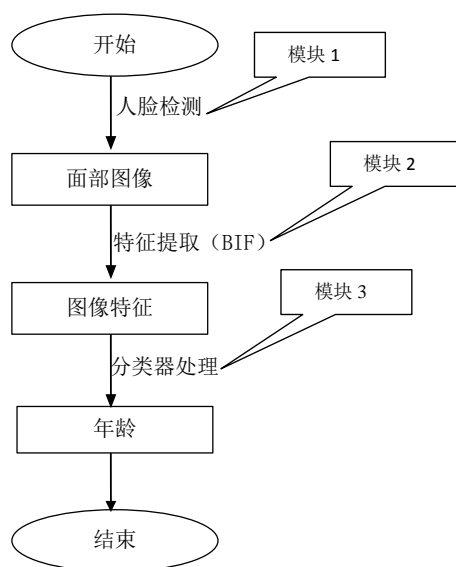 开始
模块 1
人脸检测
面部图像
模块 2
特征提取（BIF）
图像特征
模块 3
分类器处理
年龄
结束